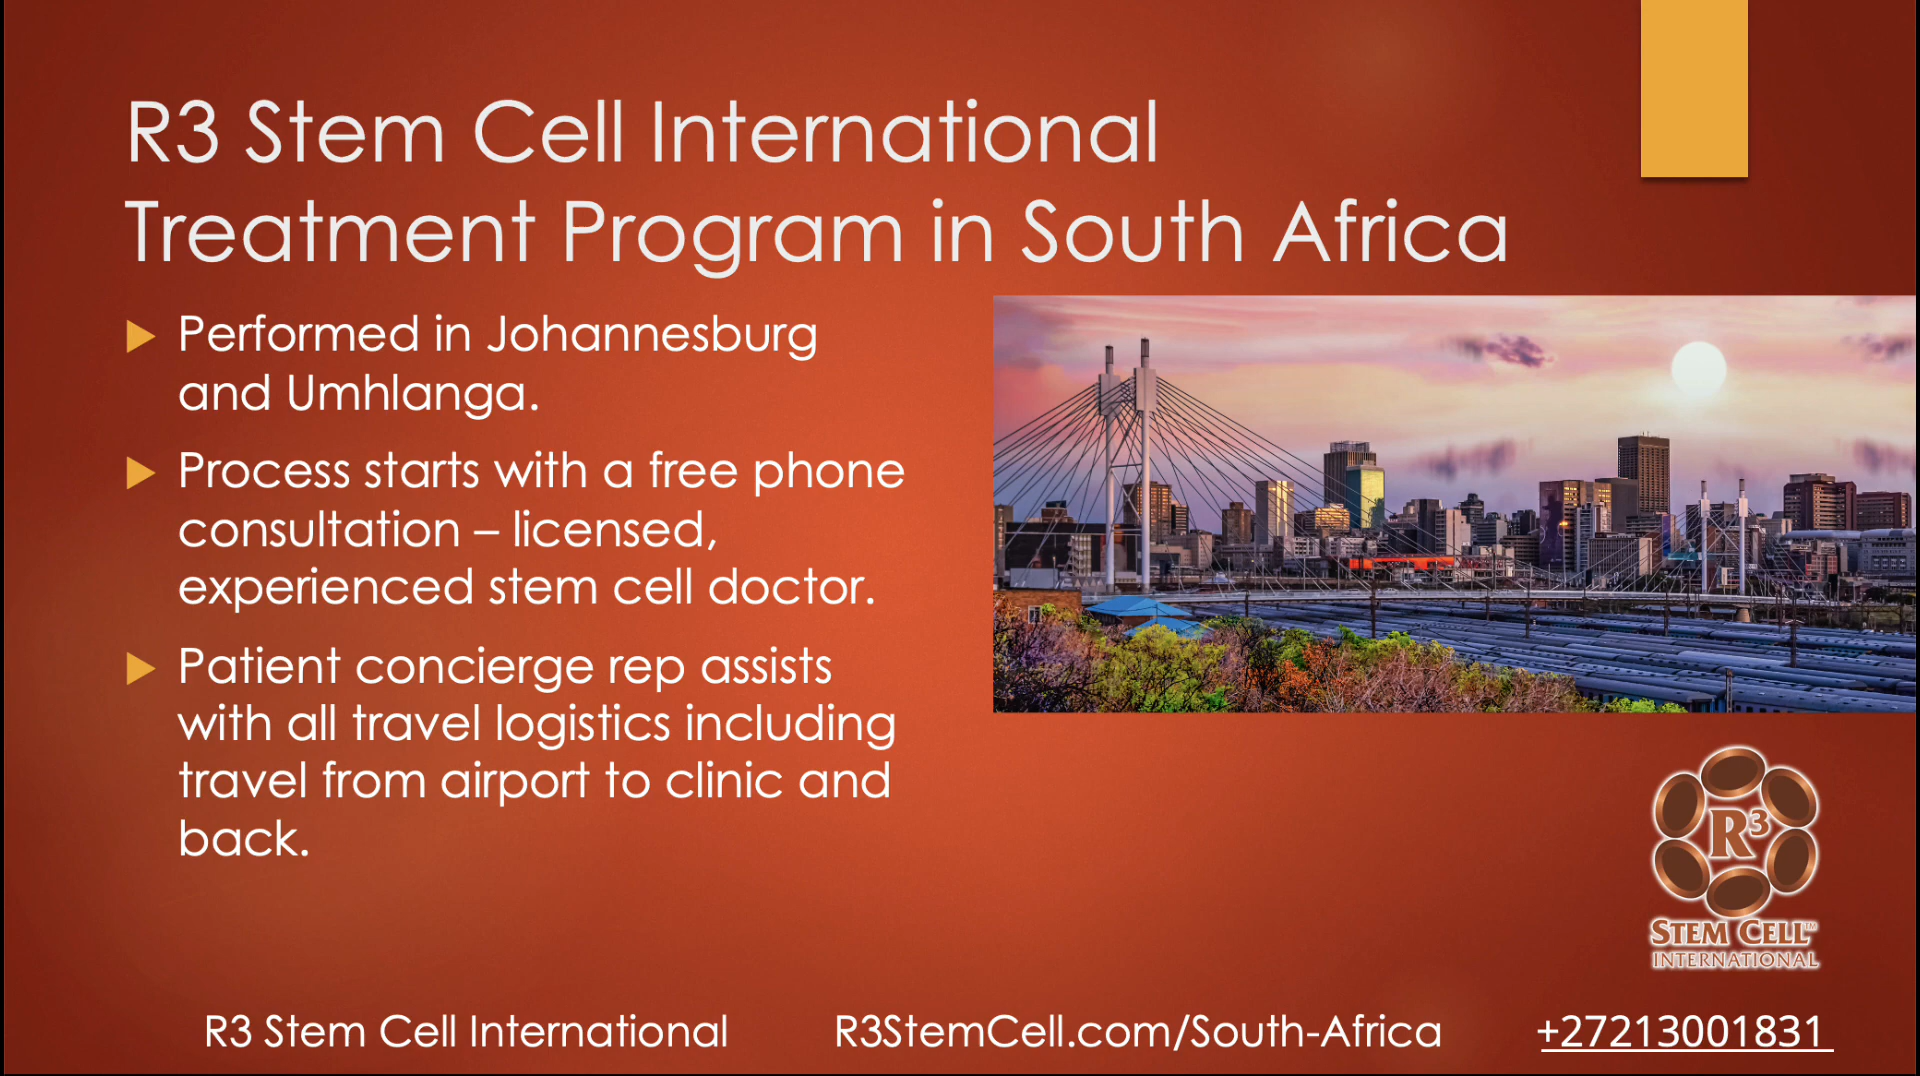 R3 Stem Cell International
Treatment Program in South Africa
Performed in Johannesburg
and Umhlanga.
Process starts with a free phone
consultation – licensed,
experienced stem cell doctor.
Patient concierge rep assists
with all travel logistics including
travel from airport to clinic and
back.
R³
STEM CELL™
INTERNATIONAL
R3 Stem Cell International
R3StemCell.com/South-Africa
+27213001831